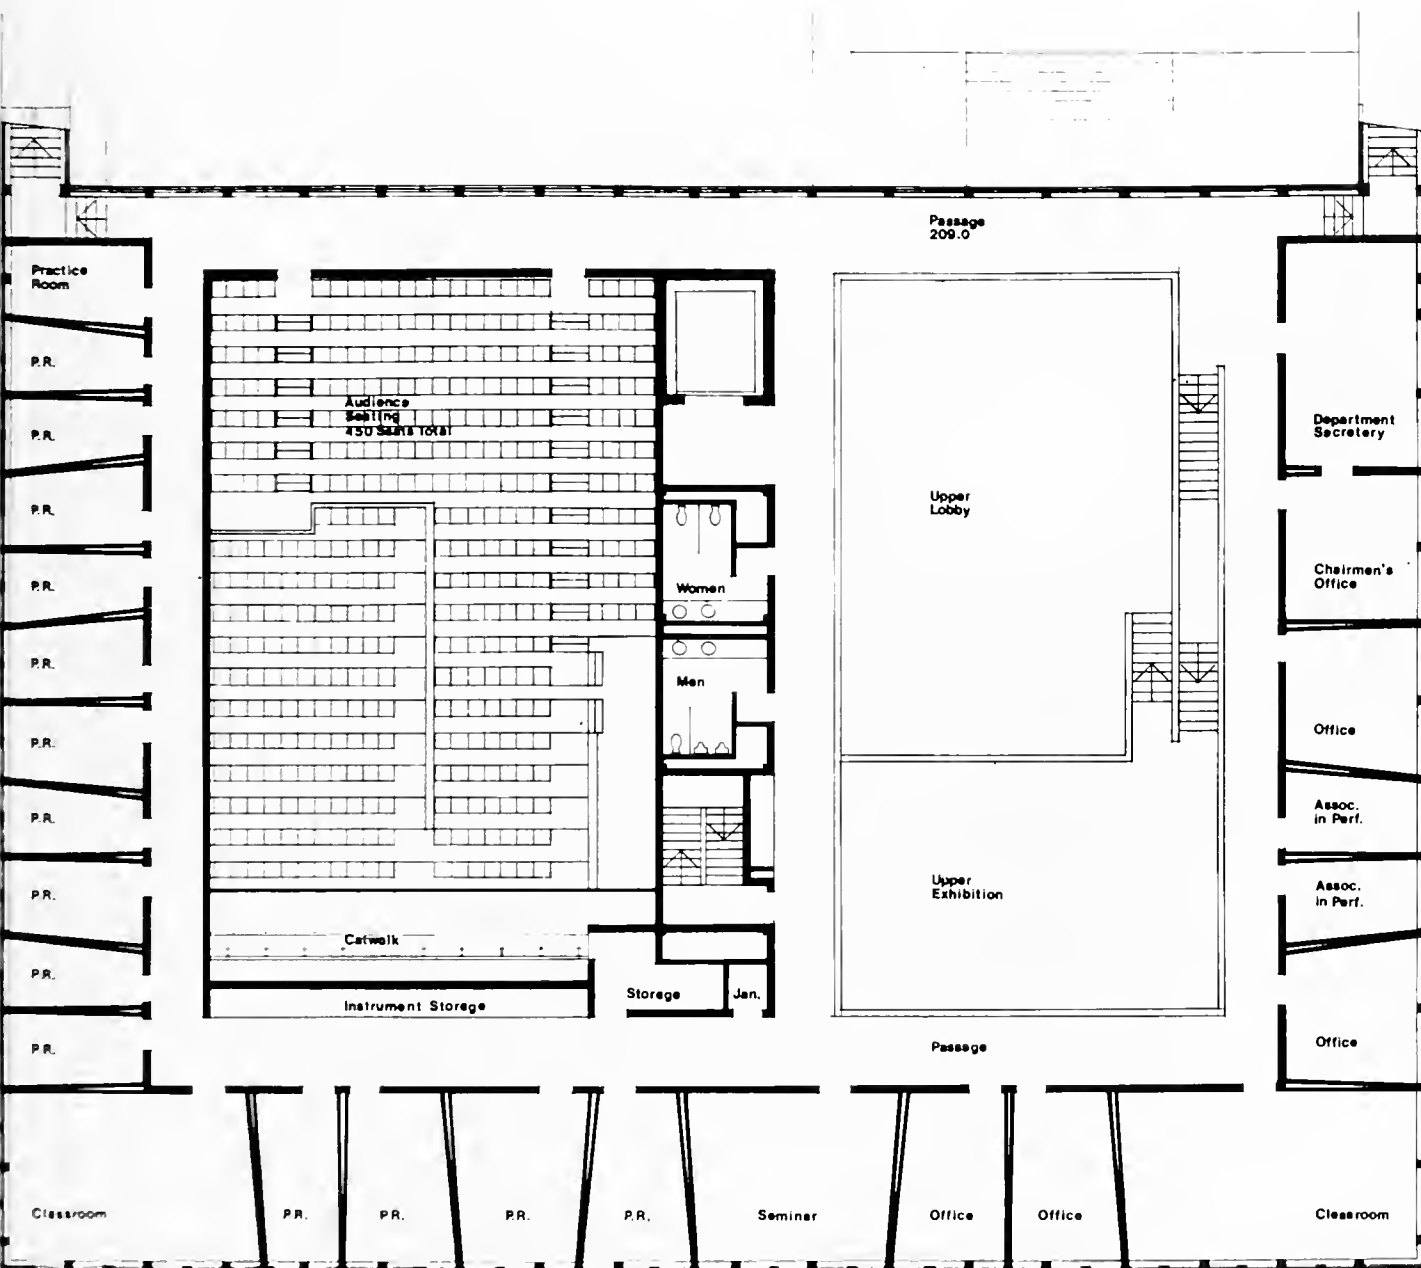 Passage
209.0
Practice
Room
P.R.
P.R.
P.R.
P.R.
P.R.
P.R.
P.R.
P.R.
P.R.
P.R.
Audience
Seating
450 Seats Total
Women
Men
Catwalk
Instrument Storage
Storage
Jan.
Upper
Lobby
Upper
Exhibition
Passage
Department
Secretery
Chairmen's
Office
Office
Assoc.
in Perf.
Assoc.
in Perf.
Office
Classroom
P.R.
P.R.
P.R.
P.R.
Seminar
Office
Office
Classroom